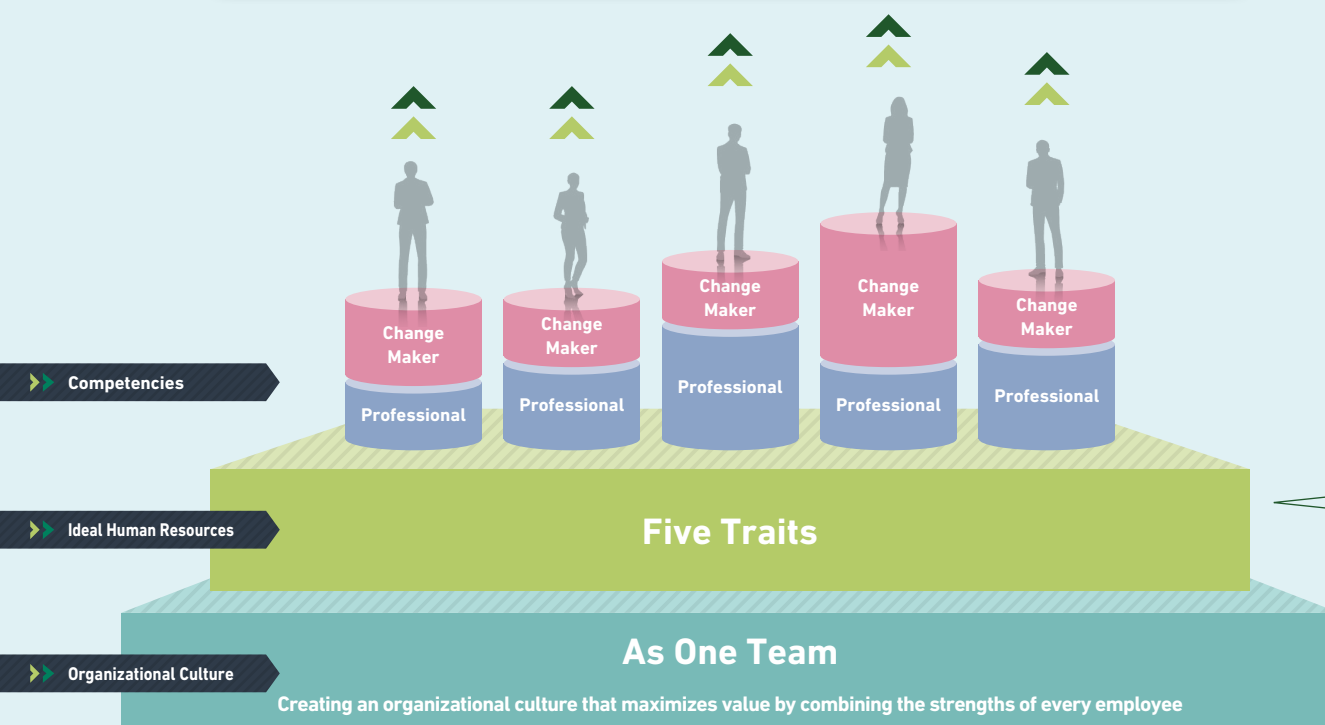 Change
Maker
Professional
Change
Maker
Professional
Change
Maker
Professional
Change
Maker
Professional
Change
Maker
Professional
Competencies
Five Traits
Ideal Human Resources
As One Team
Organizational Culture
Creating an organizational culture that maximizes value by combining the strengths of every employee